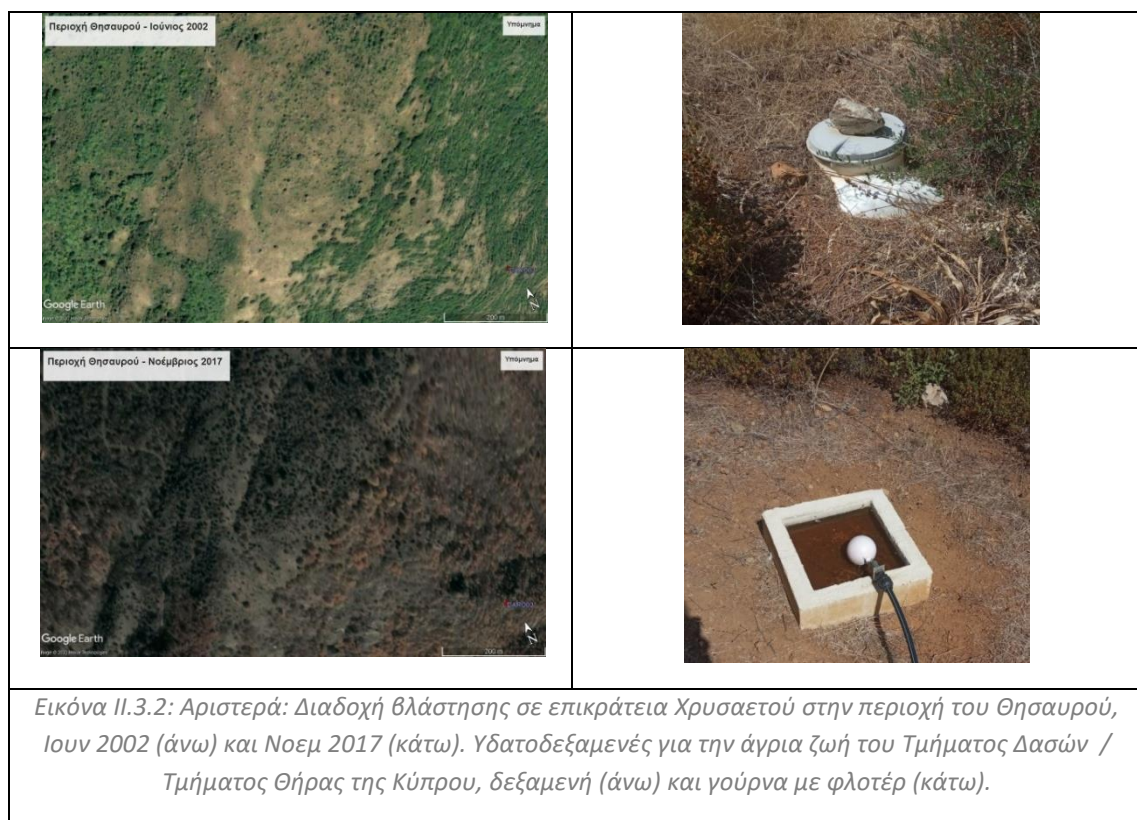 Περιοχή Θησαυρού - Ιούνιος 2002
Υπόμνημα
Google Earth
200 m
N
Περιοχή Θησαυρού - Νοέμβριος 2017
Υπόμνημα
Google Earth
200 m
N
Εικόνα ΙΙ.3.2: Αριστερά: Διαδοχή βλάστησης σε επικράτεια Χρυσαετού στην περιοχή του Θησαυρού,
Ιουν 2002 (άνω) και Νοεμ 2017 (κάτω). Υδατοδεξαμενές για την άγρια ζωή του Τμήματος Δασών /
Τμήματος Θήρας της Κύπρου, δεξαμενή (άνω) και γούρνα με φλοτέρ (κάτω).